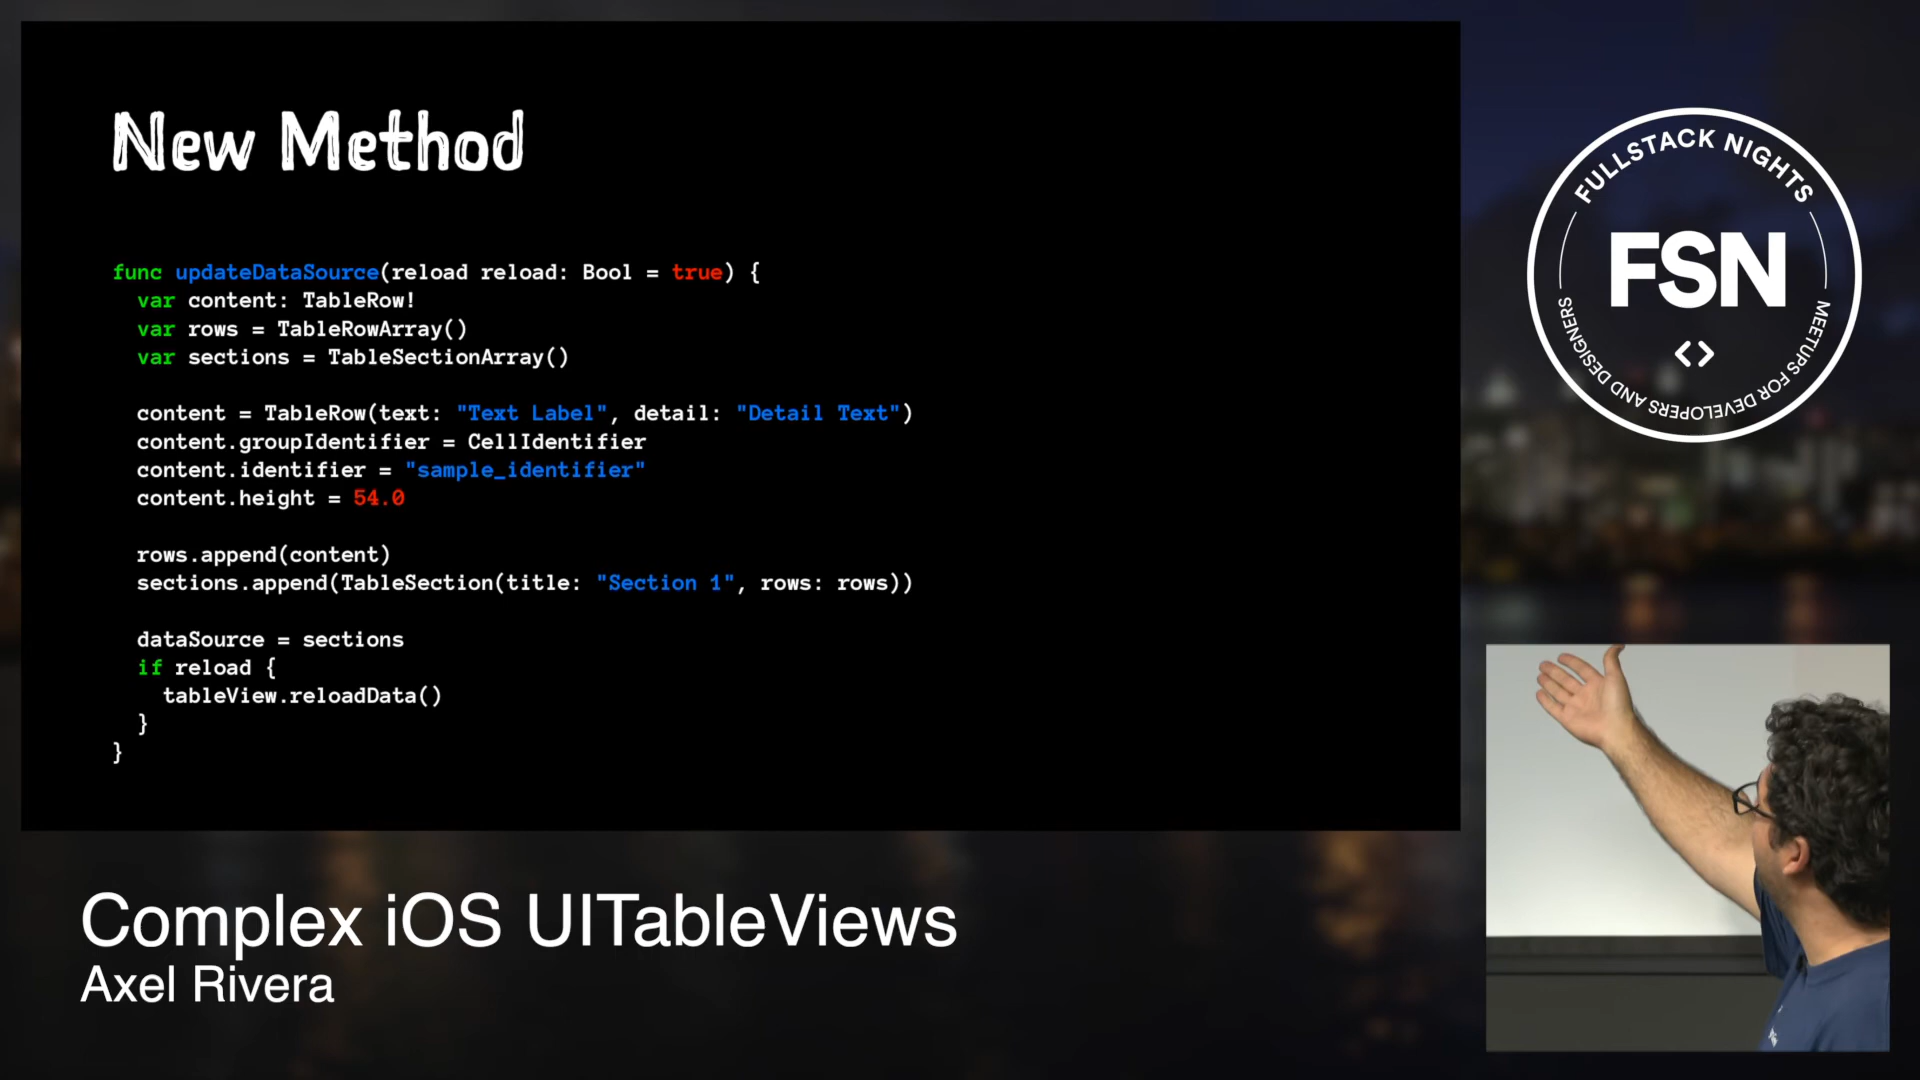 New Method
func updateDataSource(reload reload: Bool = true) {
  var content: TableRow!
  var rows = TableRowArray()
  var sections = TableSectionArray()
  content = TableRow(text: "Text Label", detail: "Detail Text")
  content.groupIdentifier = CellIdentifier
  content.identifier = "sample_identifier"
  content.height = 54.0
  rows.append(content)
  sections.append(TableSection(title: "Section 1", rows: rows))
  dataSource = sections
  if reload {
    tableView.reloadData()
  }
}
FULLSTACK NIGHTS
FSN
<>
MEETUPS FOR DEVELOPERS AND DESIGNERS
Complex iOS UITableViews
Axel Rivera